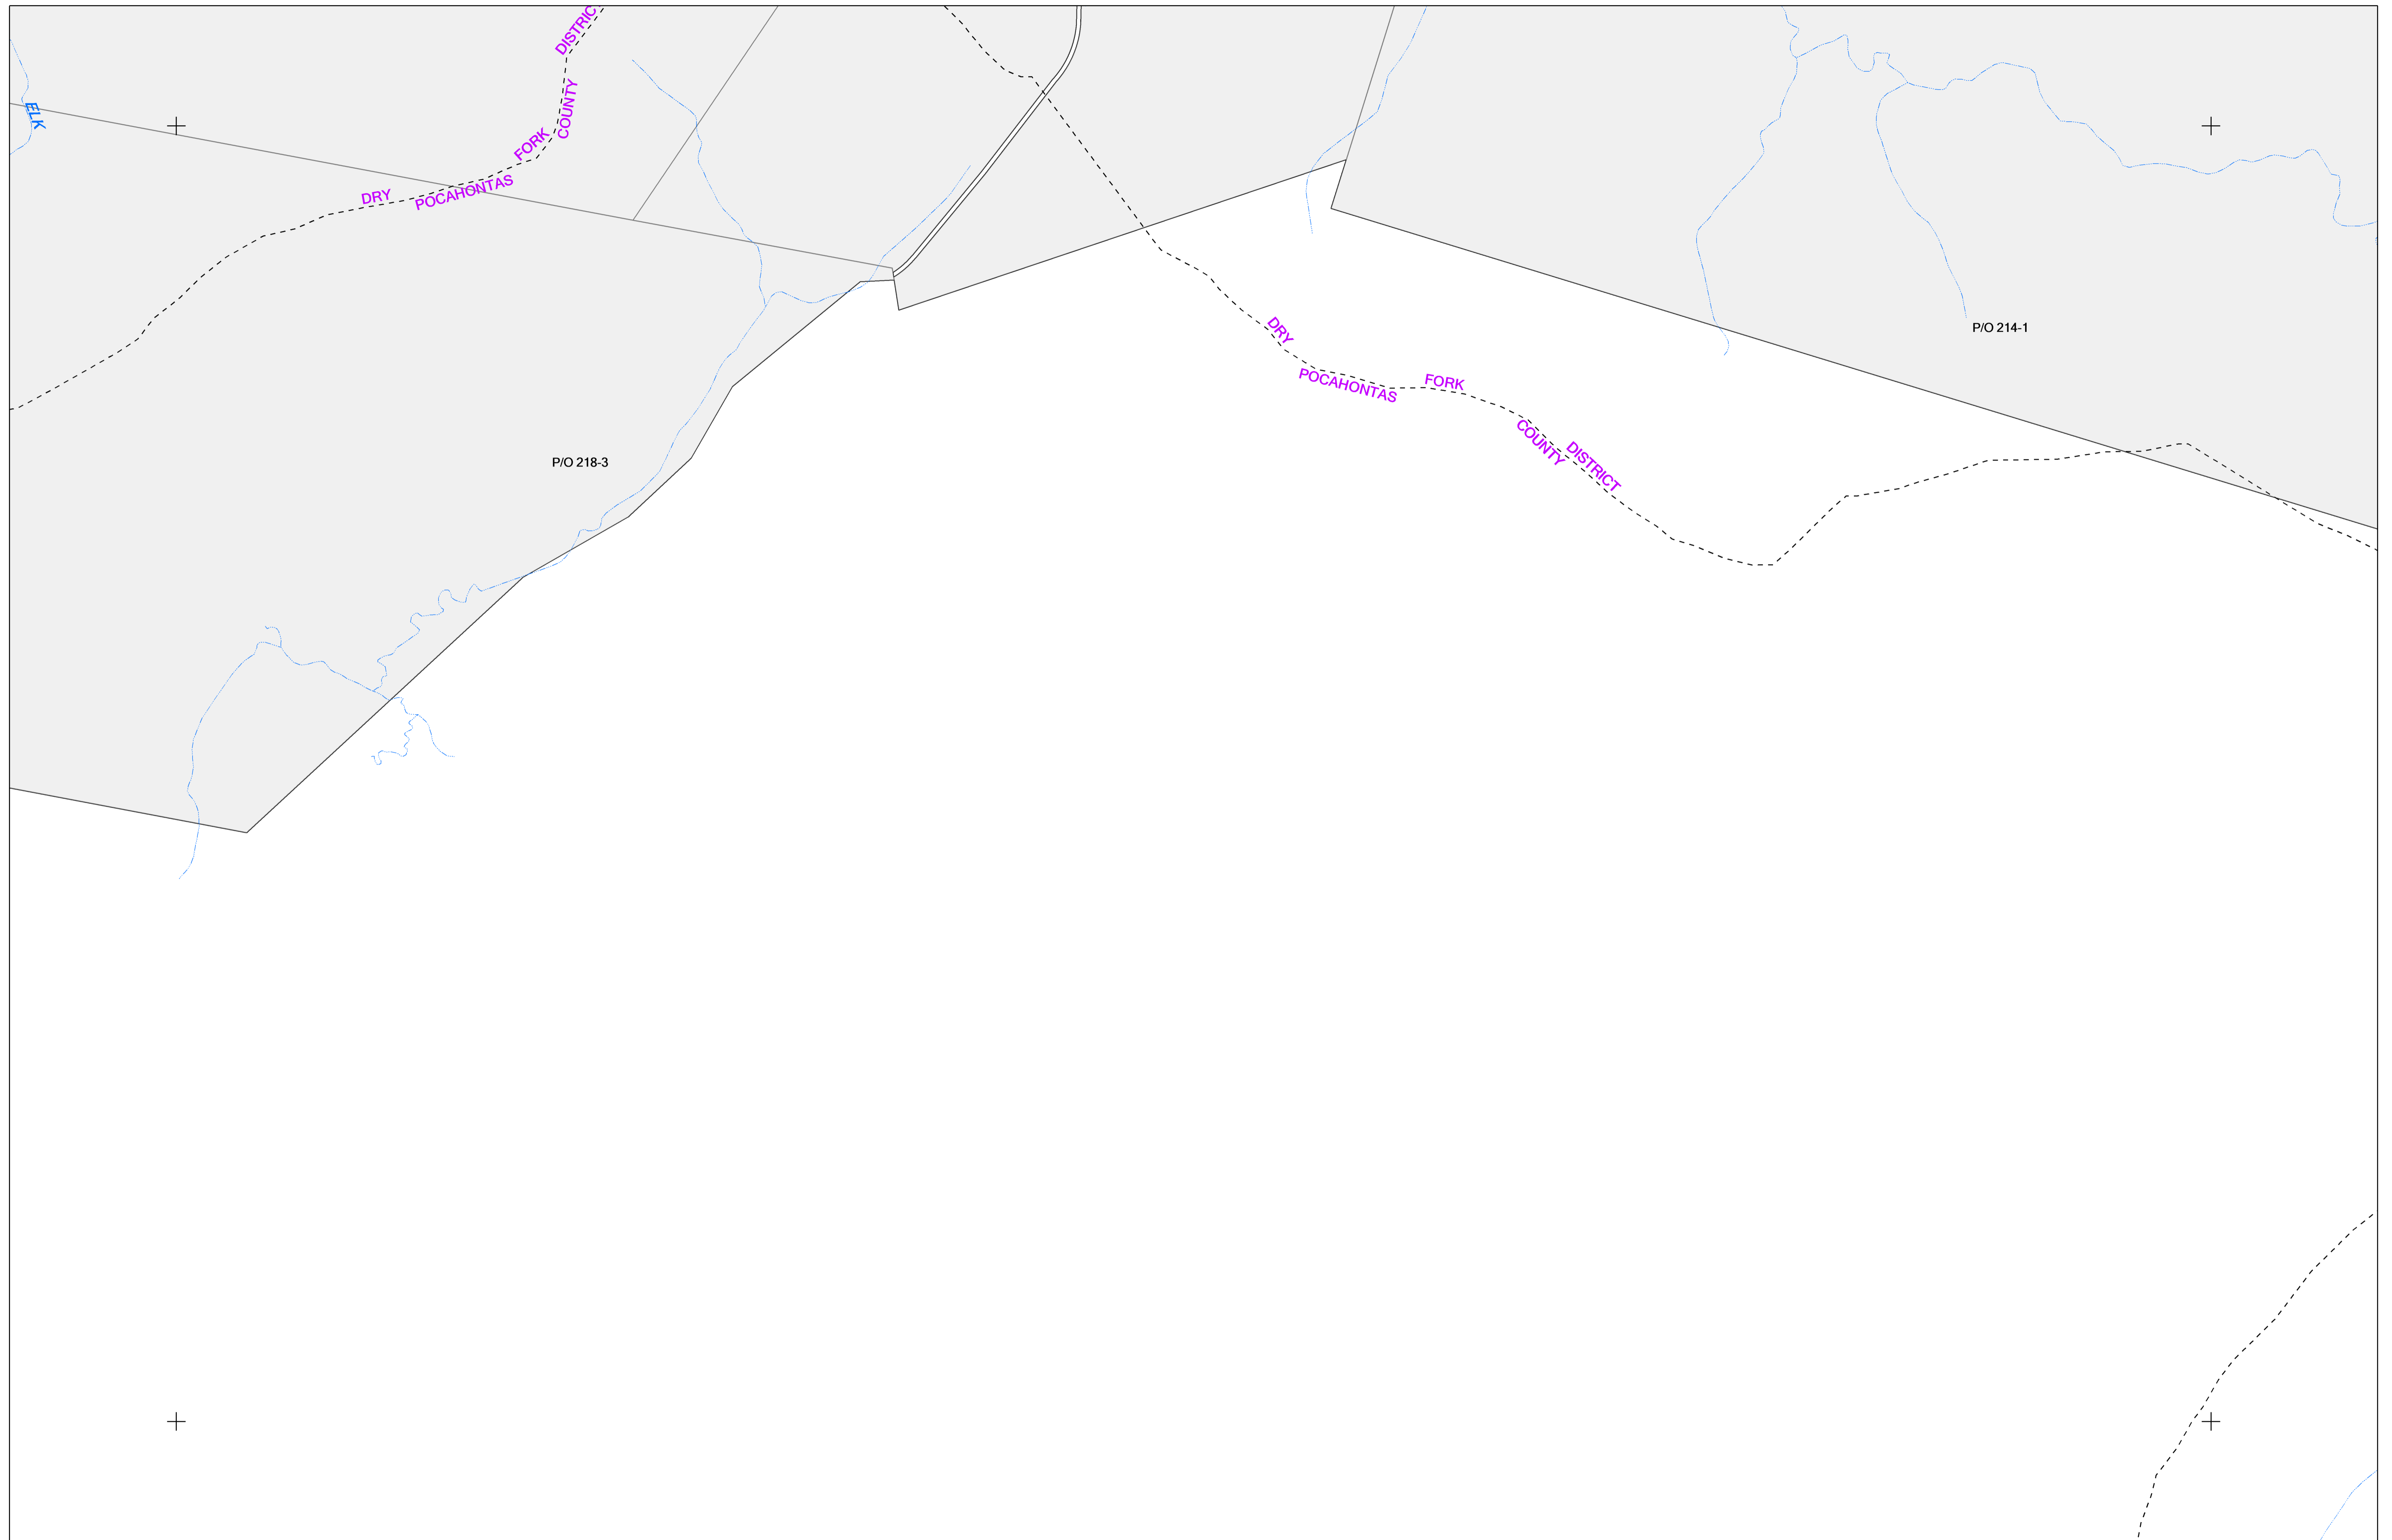 DISTRIC
COUNTY
FORK
DRY
POCAHONTAS
ELK
DRY
POCAHONTAS
FORK
COUNTY
DISTRICT
P/O 214-1
P/O 218-3